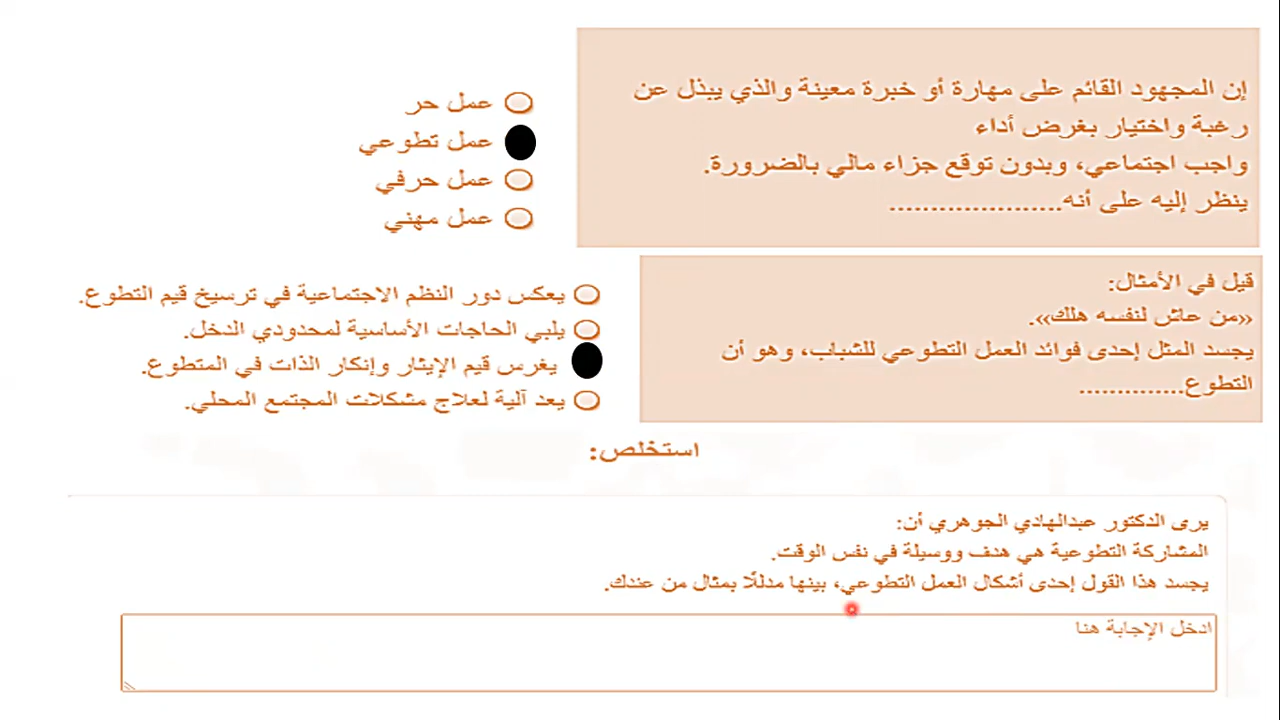 إن المجهود القائم على مهارة أو خبرة معينة والذي يبذل عن
رغبة واختيار بغرض أداء
واجب اجتماعي، وبدون توقع جزاء مالي بالضرورة.
ينظر إليه على أنه.....................
عمل حر
عمل تطوعي
عمل حرفي
عمل مهني
قيل في الأمثال:
«من عاش لنفسه هلك».
يجسد المثل إحدى فوائد العمل التطوعي للشباب، وهو أن
التطوع.............
يعكس دور النظم الاجتماعية في ترسيخ قيم التطوع.
يلبي الحاجات الأساسية لمحدودي الدخل.
يغرس قيم الإيثار وإنكار الذات في المتطوع.
يعد آلية لعلاج مشكلات المجتمع المحلي.
استخلص:
يرى الدكتور عبدالهادي الجوهري أن:
المشاركة التطوعية هي هدف ووسيلة في نفس الوقت.
يجسد هذا القول إحدى أشكال العمل التطوعي، بينها مدللًا بمثال من عندك.
ادخل الإجابة هنا